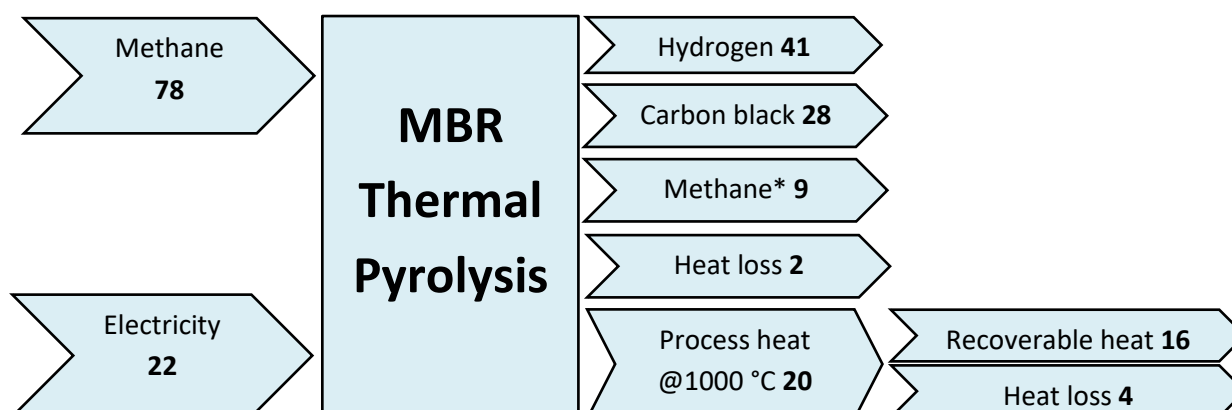 Methane
78
Electricity
22
MBR
Thermal
Pyrolysis
Hydrogen 41
Carbon black 28
Methane* 9
Heat loss 2
Process heat
@1000 °C 20
Recoverable heat 16
Heat loss 4